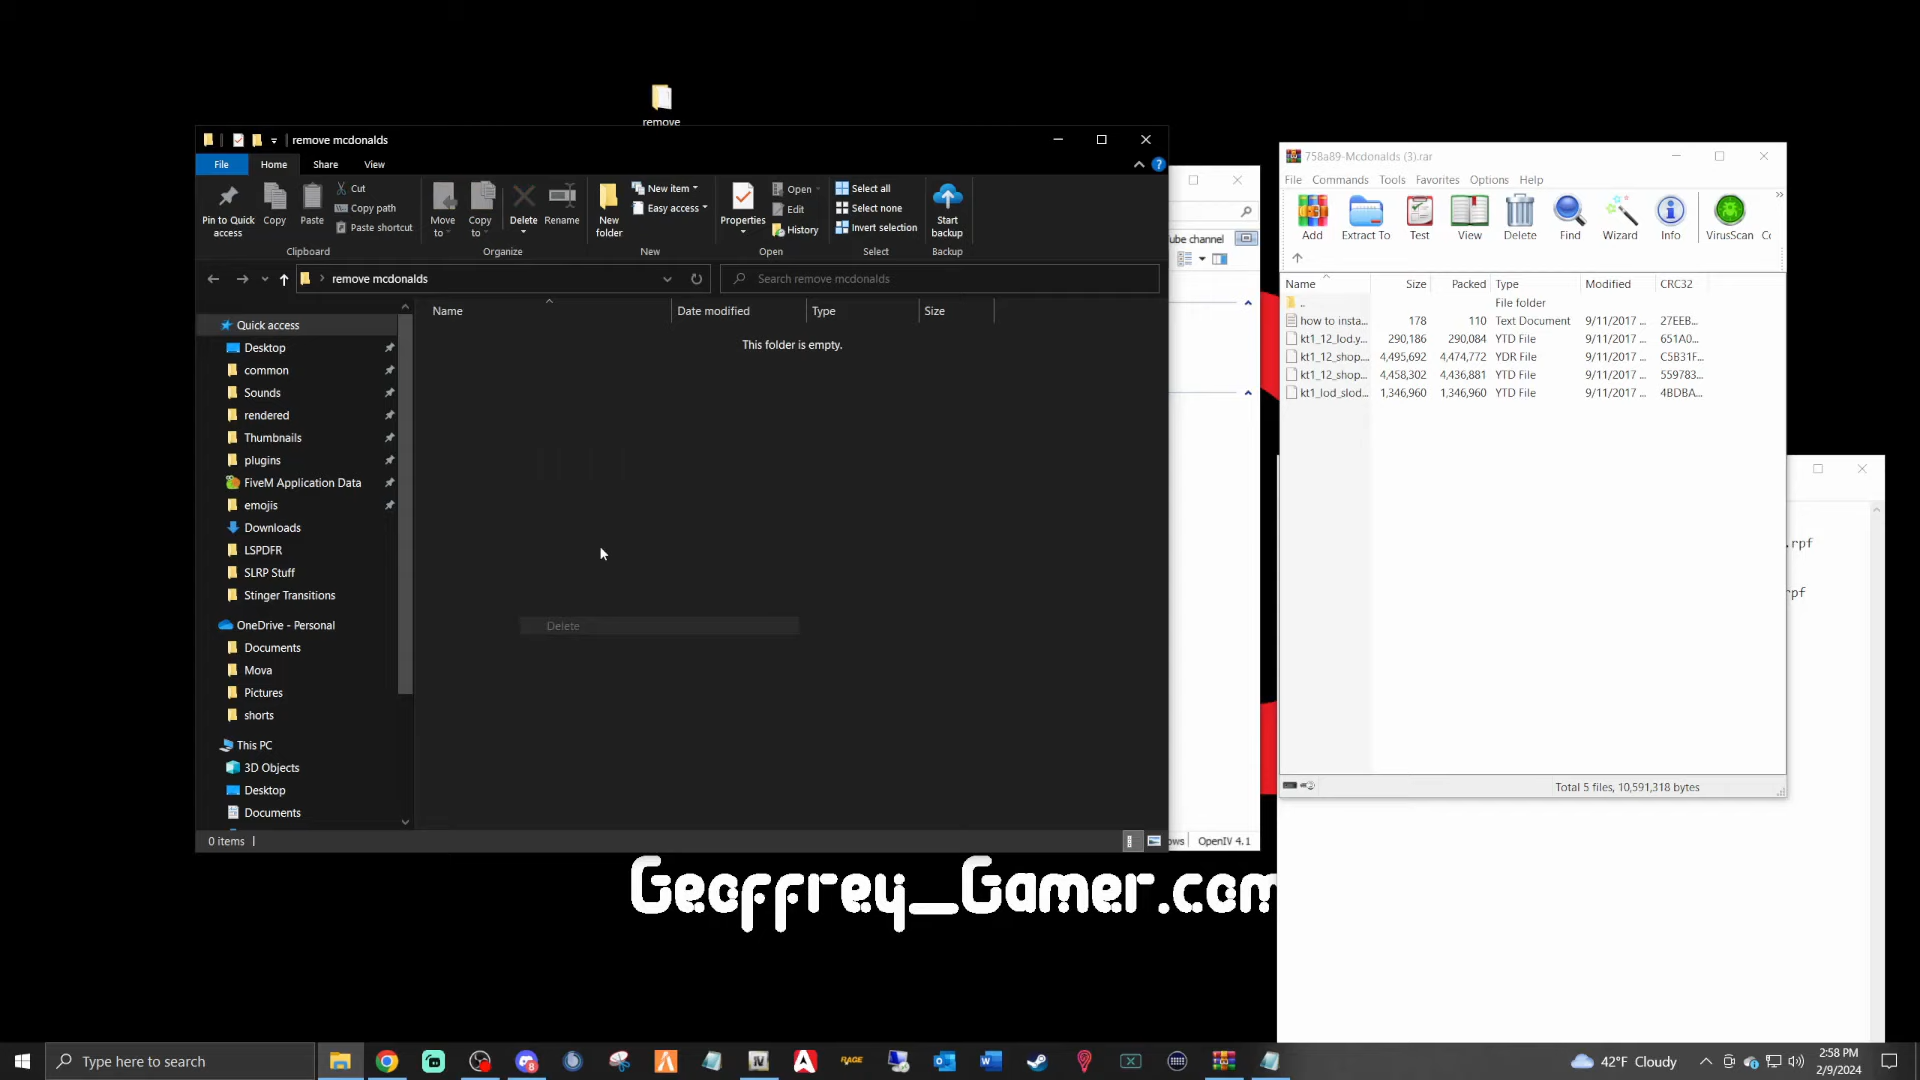 remove
remove mcdonalds
File
Home
Share
View
Pin to Quick access
Copy
Paste
Cut
Copy path
Paste shortcut
Clipboard
Move to
Copy to
Delete
Rename
Organize
New folder
New item
Easy access
New
Properties
Open
Edit
History
Open
Select all
Select none
Invert selection
Select
Start backup
Backup
remove mcdonalds
Search remove mcdonalds
Name
Date modified
Type
Size
This folder is empty.
Delete
Quick access
Desktop
common
Sounds
rendered
Thumbnails
plugins
FiveM Application Data
emojis
Downloads
LSPDFR
SLRP Stuff
Stinger Transitions
OneDrive - Personal
Documents
Mova
Pictures
shorts
This PC
3D Objects
Desktop
Documents
0 items
ube channel
ows OpenIV 4.1
758a89-Mcdonalds (3).rar
File Commands Tools Favorites Options Help
Add Extract To Test View Delete Find Wizard Info VirusScan Cc
Name Size Packed Type Modified CRC32
.. File folder
how to insta... 178 110 Text Document 9/11/2017 ... 27EEB...
kt1_12_lod.y... 290,186 290,084 YTD File 9/11/2017 ... 651A0...
kt1_12_shop.... 4,495,692 4,474,772 YDR File 9/11/2017 ... C5B31F...
kt1_12_shop.... 4,458,302 4,436,881 YTD File 9/11/2017 ... 559783...
kt1_lod_slod... 1,346,960 1,346,960 YTD File 9/11/2017 ... 4BDBA...
Total 5 files, 10,591,318 bytes
.rpf
rpf
Geoffrey_Gamer.com
Type here to search
RAGE
42°F Cloudy
2:58 PM
2/9/2024